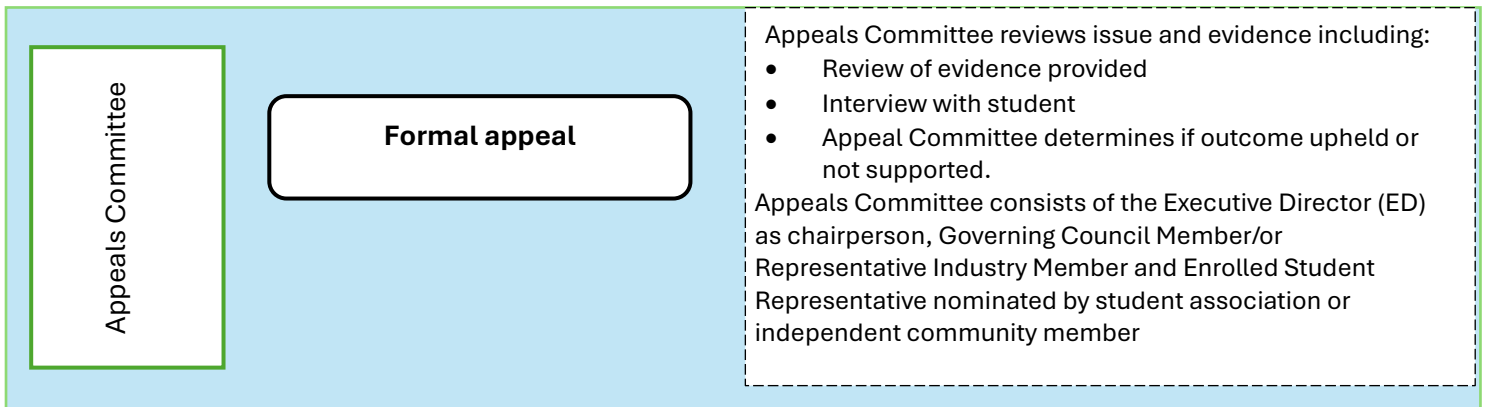 Appeals Committee
Formal appeal
Appeals Committee reviews issue and evidence including:
• Review of evidence provided
• Interview with student
• Appeal Committee determines if outcome upheld or
not supported.
Appeals Committee consists of the Executive Director (ED)
as chairperson, Governing Council Member/or
Representative Industry Member and Enrolled Student
Representative nominated by student association or
independent community member